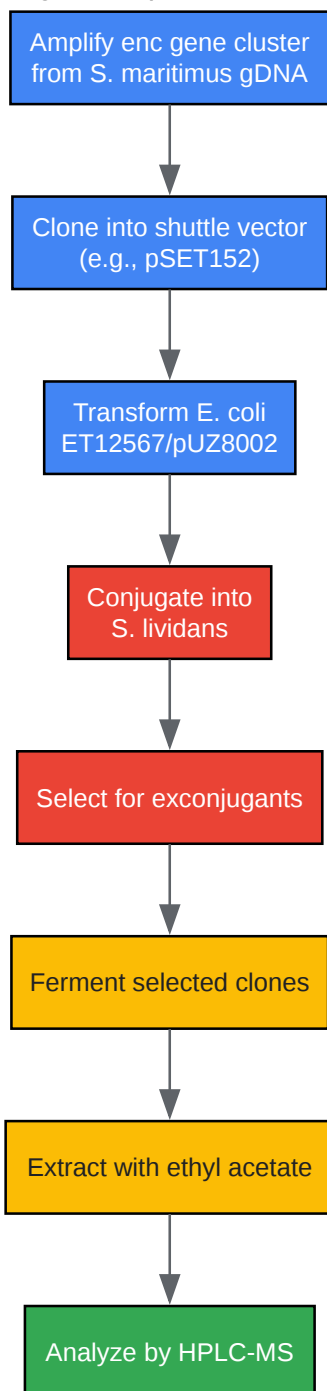 Amplify enc gene cluster
from S. maritimus gDNA
Clone into shuttle vector
(e.g., pSET152)
Transform E. coli
ET12567/pUZ8002
Conjugate into
S. lividans
Select for exconjugants
Ferment selected clones
Extract with ethyl acetate
Analyze by HPLC-MS